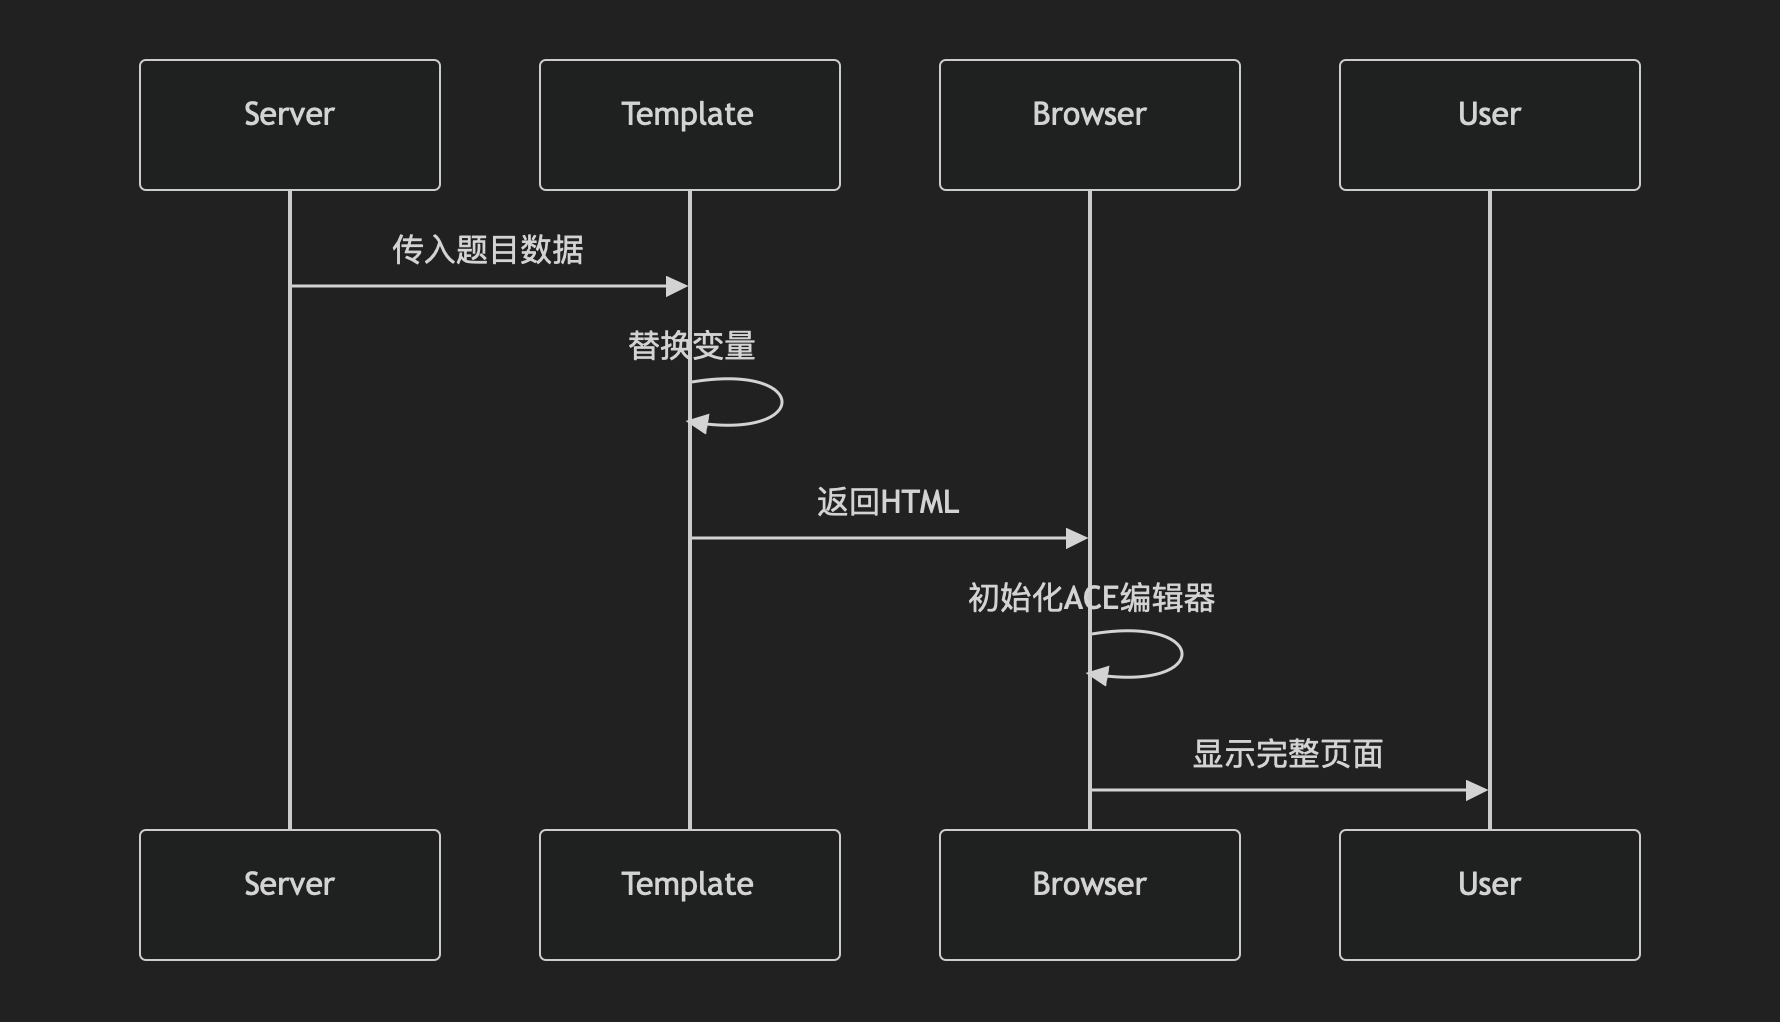 Server
Template
Browser
User
传入题目数据
替换变量
返回HTML
初始化ACE编辑器
显示完整页面
Server
Template
Browser
User